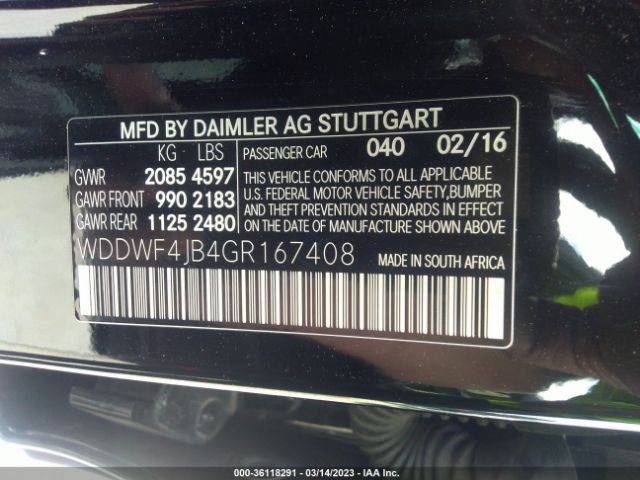 MFD BY DAIMLER AG STUTTGART
KG LBS PASSENGER CAR 040 02/16
GVWR 2085 4597
GAWR FRONT 990 2183
GAWR REAR 1125 2480
THIS VEHICLE CONFORMS TO ALL APPLICABLE
U.S. FEDERAL MOTOR VEHICLE SAFETY,BUMPER
AND THEFT PREVENTION STANDARDS IN EFFECT
ON THE DATE OF MANUFACTURE SHOWN ABOVE
WDDWF4JB4GR167408
MADE IN SOUTH AFRICA
000-36118291 - 03/14/2023 - IAA Inc.